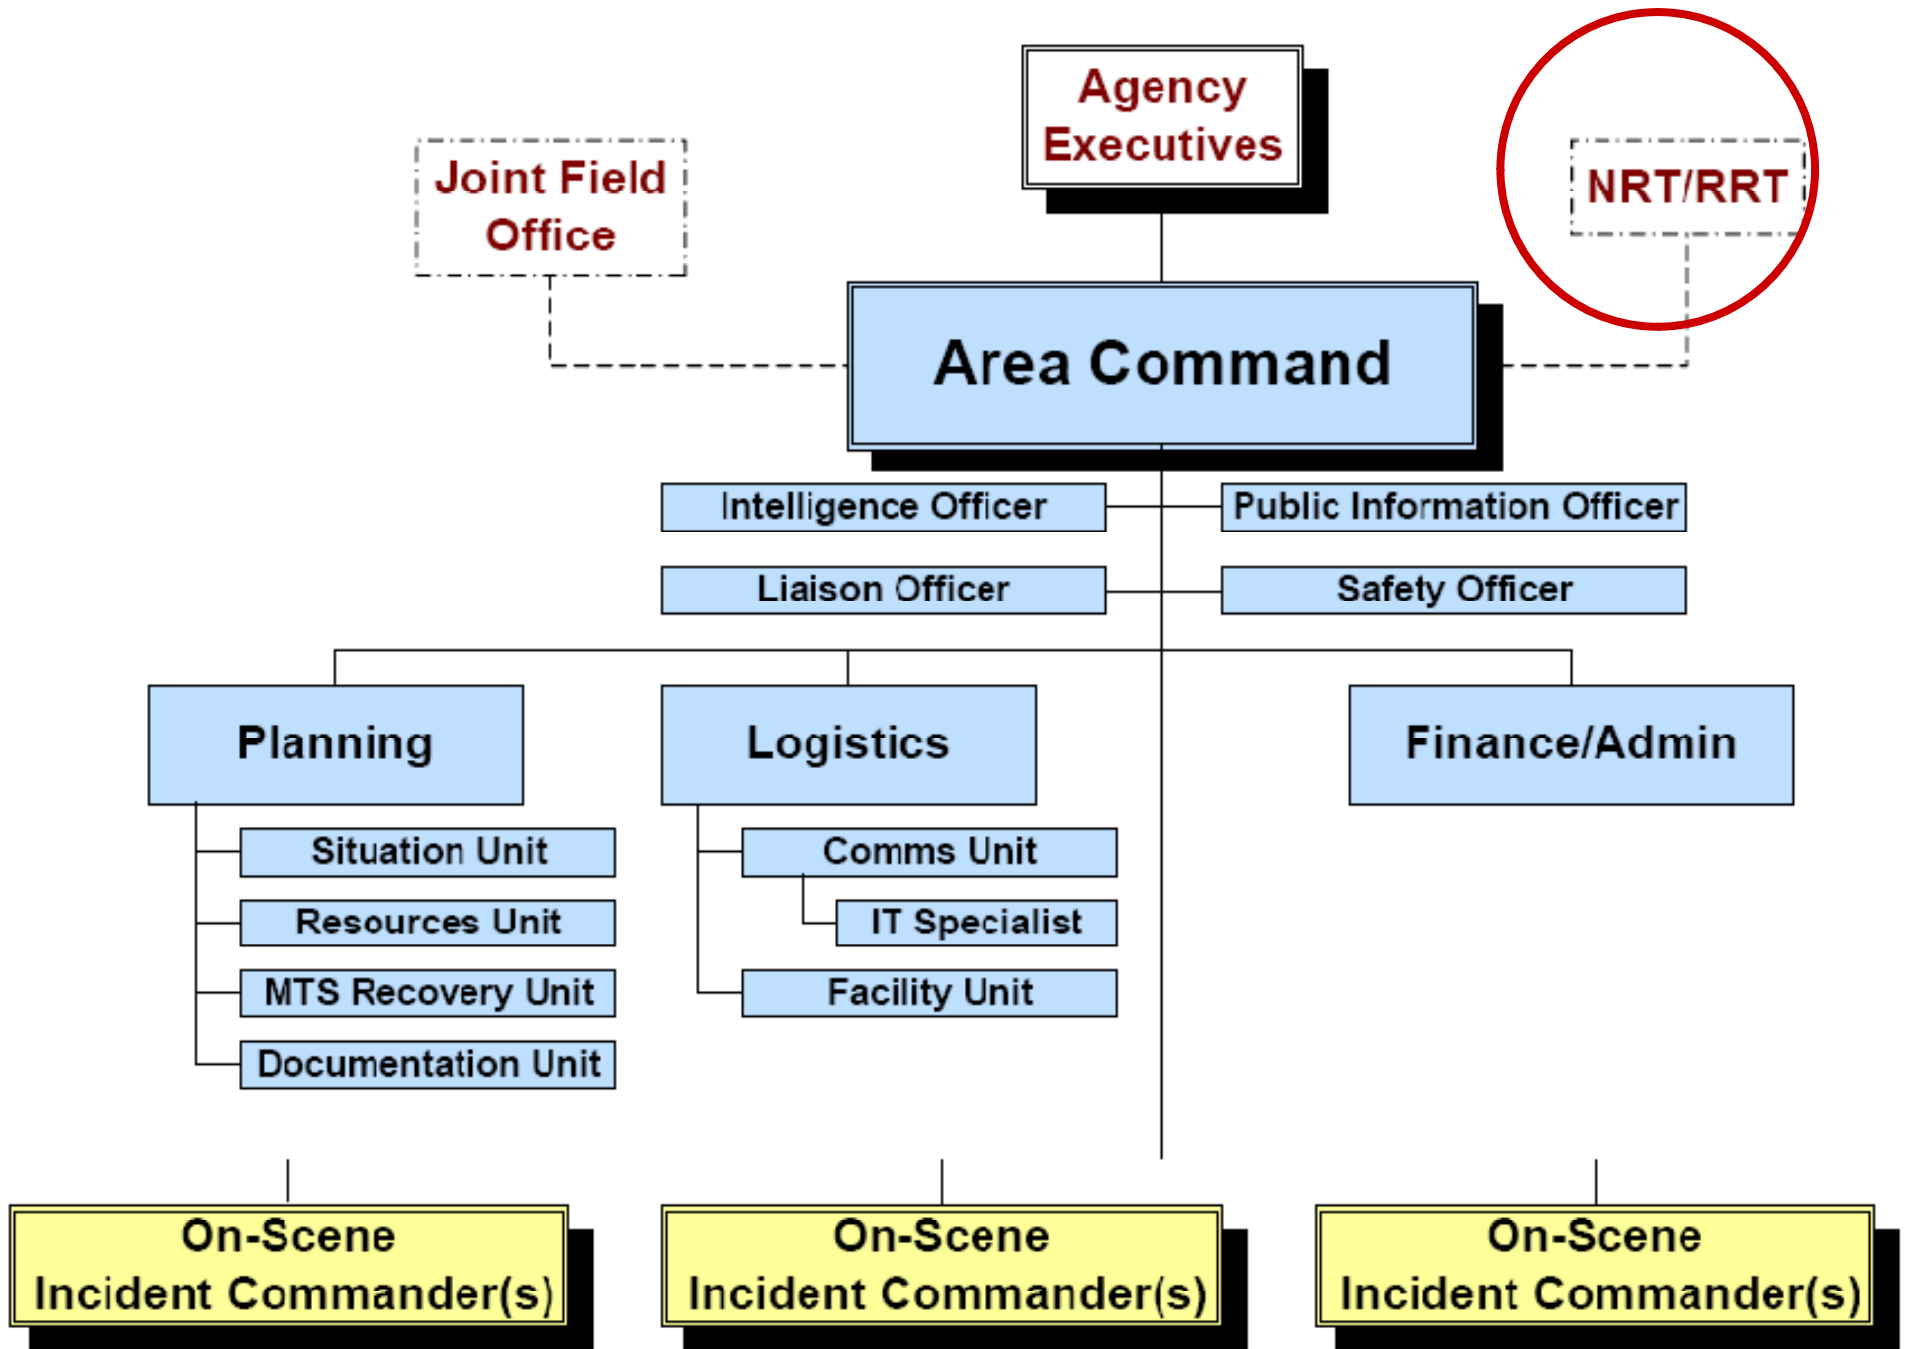 Agency
Executives
Joint Field
Office
NRT/RRT
Area Command
Intelligence Officer
Public Information Officer
Liaison Officer
Safety Officer
Planning
Logistics
Finance/Admin
Situation Unit
Comms Unit
Resources Unit
IT Specialist
MTS Recovery Unit
Facility Unit
Documentation Unit
On-Scene
Incident Commander(s)
On-Scene
Incident Commander(s)
On-Scene
Incident Commander(s)